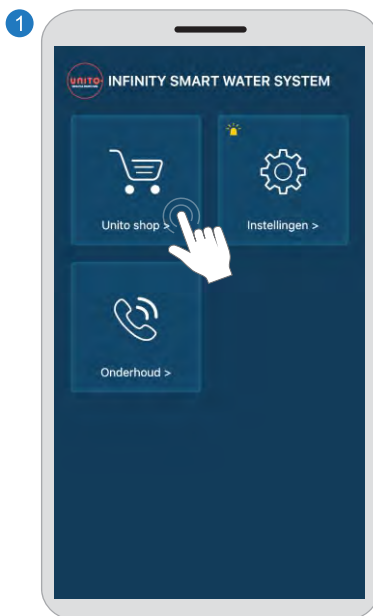 1
UNITO
INFINITY SMART WATER SYSTEM
Unito shop >
Instellingen >
Onderhoud >